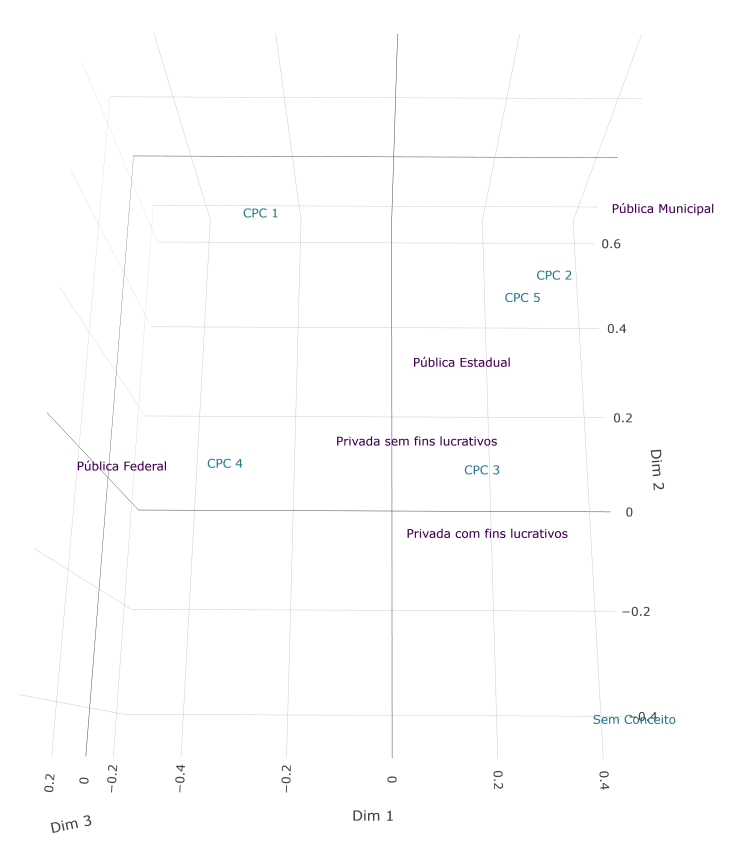 Pública Municipal
CPC 1
0.6
CPC 2
CPC 5
0.4
Pública Estadual
0.2
Privada sem fins lucrativos
Dim 2
Pública Federal
CPC 4
CPC 3
0
Privada com fins lucrativos
−0.2
Sem Conceito
−0.4
0.2
0
−0.2
−0.4
−0.2
0
0.2
0.4
Dim 3
Dim 1